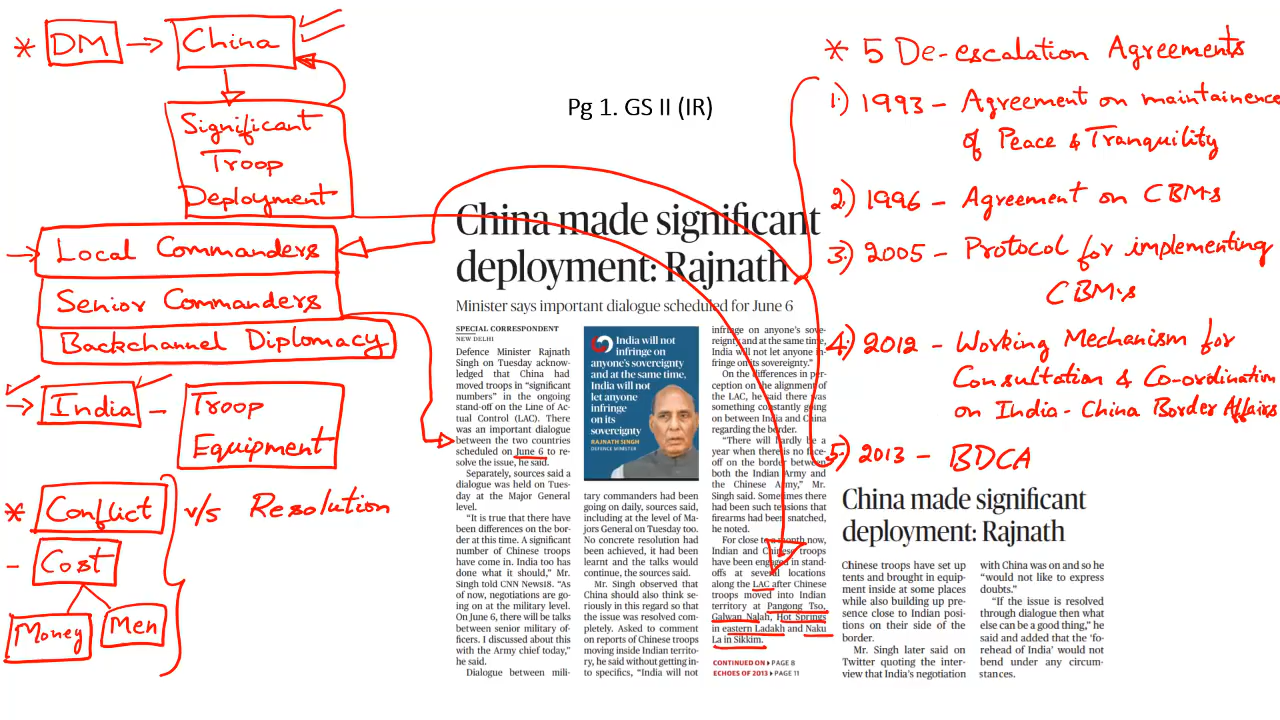 * DM → China
Significant
Troop
Deployment
→ Local Commanders
Senior Commanders
Backchannel Diplomacy
→ India - Troop
Equipment
* Conflict v/s Resolution
- Cost
Money Men
Pg 1. GS II (IR)
China made significant
deployment: Rajnath
Minister says important dialogue scheduled for June 6
SPECIAL CORRESPONDENT
NEW DELHI
Defence Minister Rajnath
Singh on Tuesday acknow-
ledged that China had
moved troops in “significant
numbers” in the ongoing
stand-off on the Line of Ac-
tual Control (LAC). There
was an important dialogue
between the two countries
scheduled on June 6 to re-
solve the issue, he said.
Separately, sources said a
dialogue was held on Tues-
day at the Major General
level.
“It is true that there have
been differences on the bor-
der at this time. A significant
number of Chinese troops
have come in. India too has
done what it should,” Mr.
Singh told CNN News18. “As
of now, negotiations are go-
ing on at the military level.
On June 6, there will be talks
between senior military of-
ficers. I discussed about this
with the Army chief today,”
he said.
Dialogue between mili-
India will not
infringe on
anyone's sovereignty
and at the same time,
India will not
let anyone
infringe
on its
sovereignty
RAJNATH SINGH
DEFENCE MINISTER
tary commanders had been
going on daily, sources said,
including at the level of Ma-
jors General on Tuesday too.
No concrete resolution had
been achieved, it had been
learnt and the talks would
continue, the sources said.
Mr. Singh observed that
China should also think se-
riously in this regard so that
the issue was resolved com-
pletely. Asked to comment
on reports of Chinese troops
moving inside Indian territo-
ry, he said without getting in-
to specifics, “India will not
infringe on anyone's sove-
reignty and at the same time,
India will not let anyone in-
fringe on its sovereignty.”
On the differences in per-
ception on the alignment of
the LAC, he said there was
something constantly going
on between India and China
regarding the border.
“There will hardly be a
year when there is no face-
off on the border between
both the Indian Army and
the Chinese Army,” Mr.
Singh said. Sometimes there
had been such tensions that
firearms had been snatched,
he noted.
For close to a month now,
Indian and Chinese troops
have been engaged in stand-
offs at several locations
along the LAC after Chinese
troops moved into Indian
territory at Pangong Tso,
Galwan Nalah, Hot Springs
in eastern Ladakh and Naku
La in Sikkim.
CONTINUED ON ▸ PAGE 8
ECHOES OF 2013 ▸ PAGE 11
* 5 De-escalation Agreements
1.) 1993 - Agreement on maintainence
of Peace & Tranquility
2.) 1996 - Agreement on CBM.s
3.) 2005 - Protocol for implementing
CBM.s
4.) 2012 - Working Mechanism for
Consultation & Co-ordination
on India - China Border Affairs
5.) 2013 - BDCA
China made significant
deployment: Rajnath
Chinese troops have set up
tents and brought in equip-
ment inside at some places
while also building up pre-
sence close to Indian posi-
tions on their side of the
border.
Mr. Singh later said on
Twitter quoting the inter-
view that India's negotiation
with China was on and so he
“would not like to express
doubts.”
“If the issue is resolved
through dialogue then what
else can be a good thing,” he
said and added that the ‘fo-
rehead of India’ would not
bend under any circum-
stances.